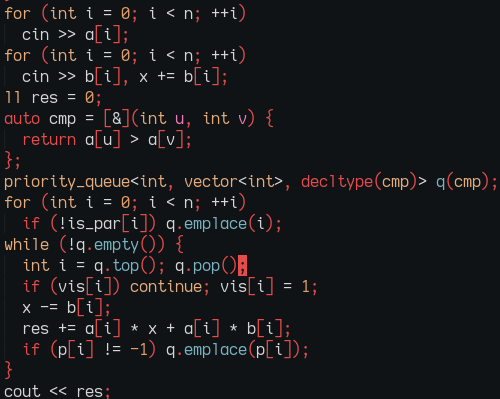 for (int i = 0; i < n; ++i)
cin >> a[i];
for (int i = 0; i < n; ++i)
cin >> b[i], x += b[i];
ll res = 0;
auto cmp = [&](int u, int v) {
return a[u] > a[v];
};
priority_queue<int, vector<int>, decltype(cmp)> q(cmp);
for (int i = 0; i < n; ++i)
if (!is_par[i]) q.emplace(i);
while (!q.empty()) {
int i = q.top(); q.pop();
if (vis[i]) continue; vis[i] = 1;
x -= b[i];
res += a[i] * x + a[i] * b[i];
if (p[i] != -1) q.emplace(p[i]);
}
cout << res;